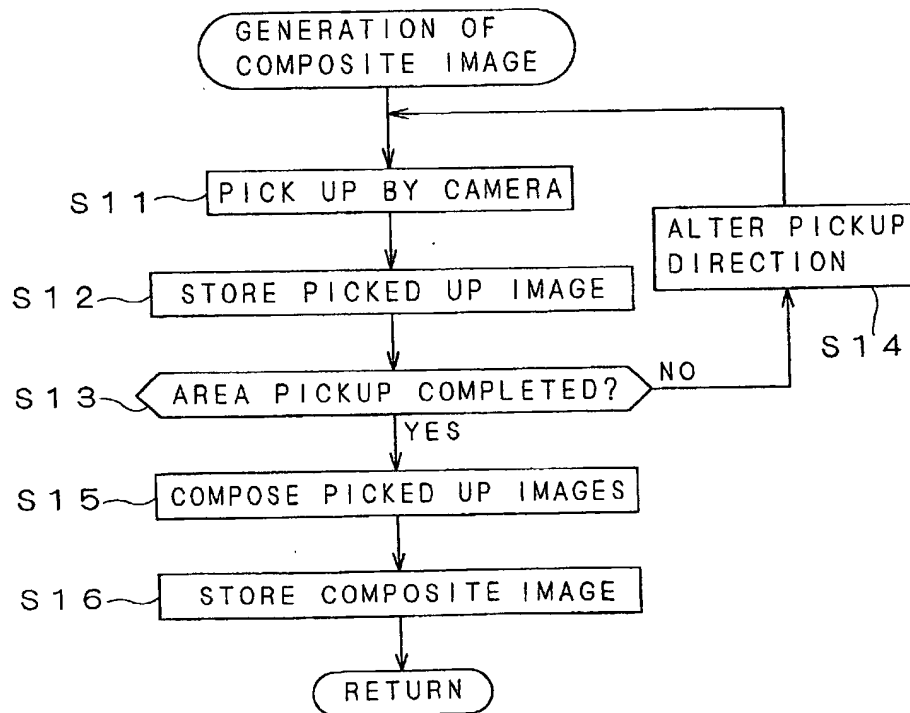 GENERATION OF
COMPOSITE IMAGE
S11
PICK UP BY CAMERA
ALTER PICKUP
DIRECTION
S12
STORE PICKED UP IMAGE
S14
S13
AREA PICKUP COMPLETED?
NO
YES
S15
COMPOSE PICKED UP IMAGES
S16
STORE COMPOSITE IMAGE
RETURN